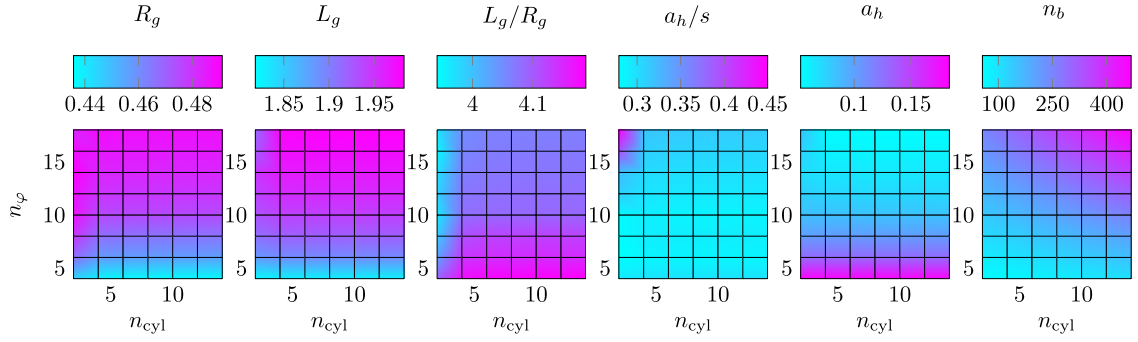 R_g L_g L_g/R_g a_h/s a_h n_b
0.44 0.46 0.48 1.85 1.9 1.95 4 4.1 0.3 0.35 0.4 0.45 0.1 0.15 100 250 400
15 15 15 15 15 15
n_φ
10 10 10 10 10 10
5 5 5 5 5 5
5 10 5 10 5 10 5 10 5 10 5 10
n_cyl n_cyl n_cyl n_cyl n_cyl n_cyl